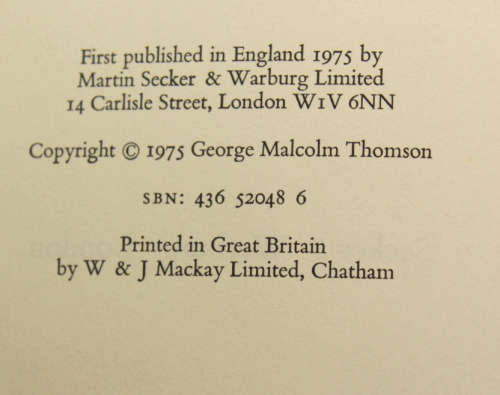 First published in England 1975 by
Martin Secker & Warburg Limited
14 Carlisle Street, London W1V 6NN
Copyright © 1975 George Malcolm Thomson
SBN: 436 52048 6
Printed in Great Britain
by W & J Mackay Limited, Chatham